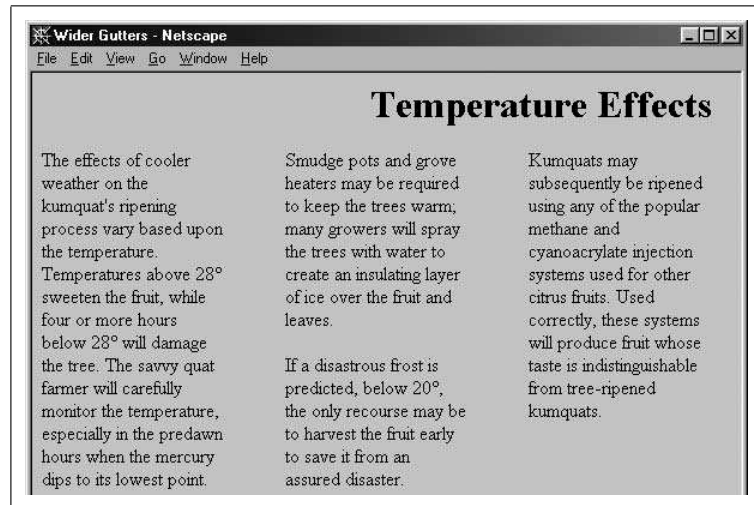 Wider Gutters - Netscape
File Edit View Go Window Help
Temperature Effects
The effects of cooler
weather on the
kumquat's ripening
process vary based upon
the temperature.
Temperatures above 28°
sweeten the fruit, while
four or more hours
below 28° will damage
the tree. The savvy quat
farmer will carefully
monitor the temperature,
especially in the predawn
hours when the mercury
dips to its lowest point.
Smudge pots and grove
heaters may be required
to keep the trees warm;
many growers will spray
the trees with water to
create an insulating layer
of ice over the fruit and
leaves.
If a disastrous frost is
predicted, below 20°,
the only recourse may be
to harvest the fruit early
to save it from an
assured disaster.
Kumquats may
subsequently be ripened
using any of the popular
methane and
cyanoacrylate injection
systems used for other
citrus fruits. Used
correctly, these systems
will produce fruit whose
taste is indistinguishable
from tree-ripened
kumquats.